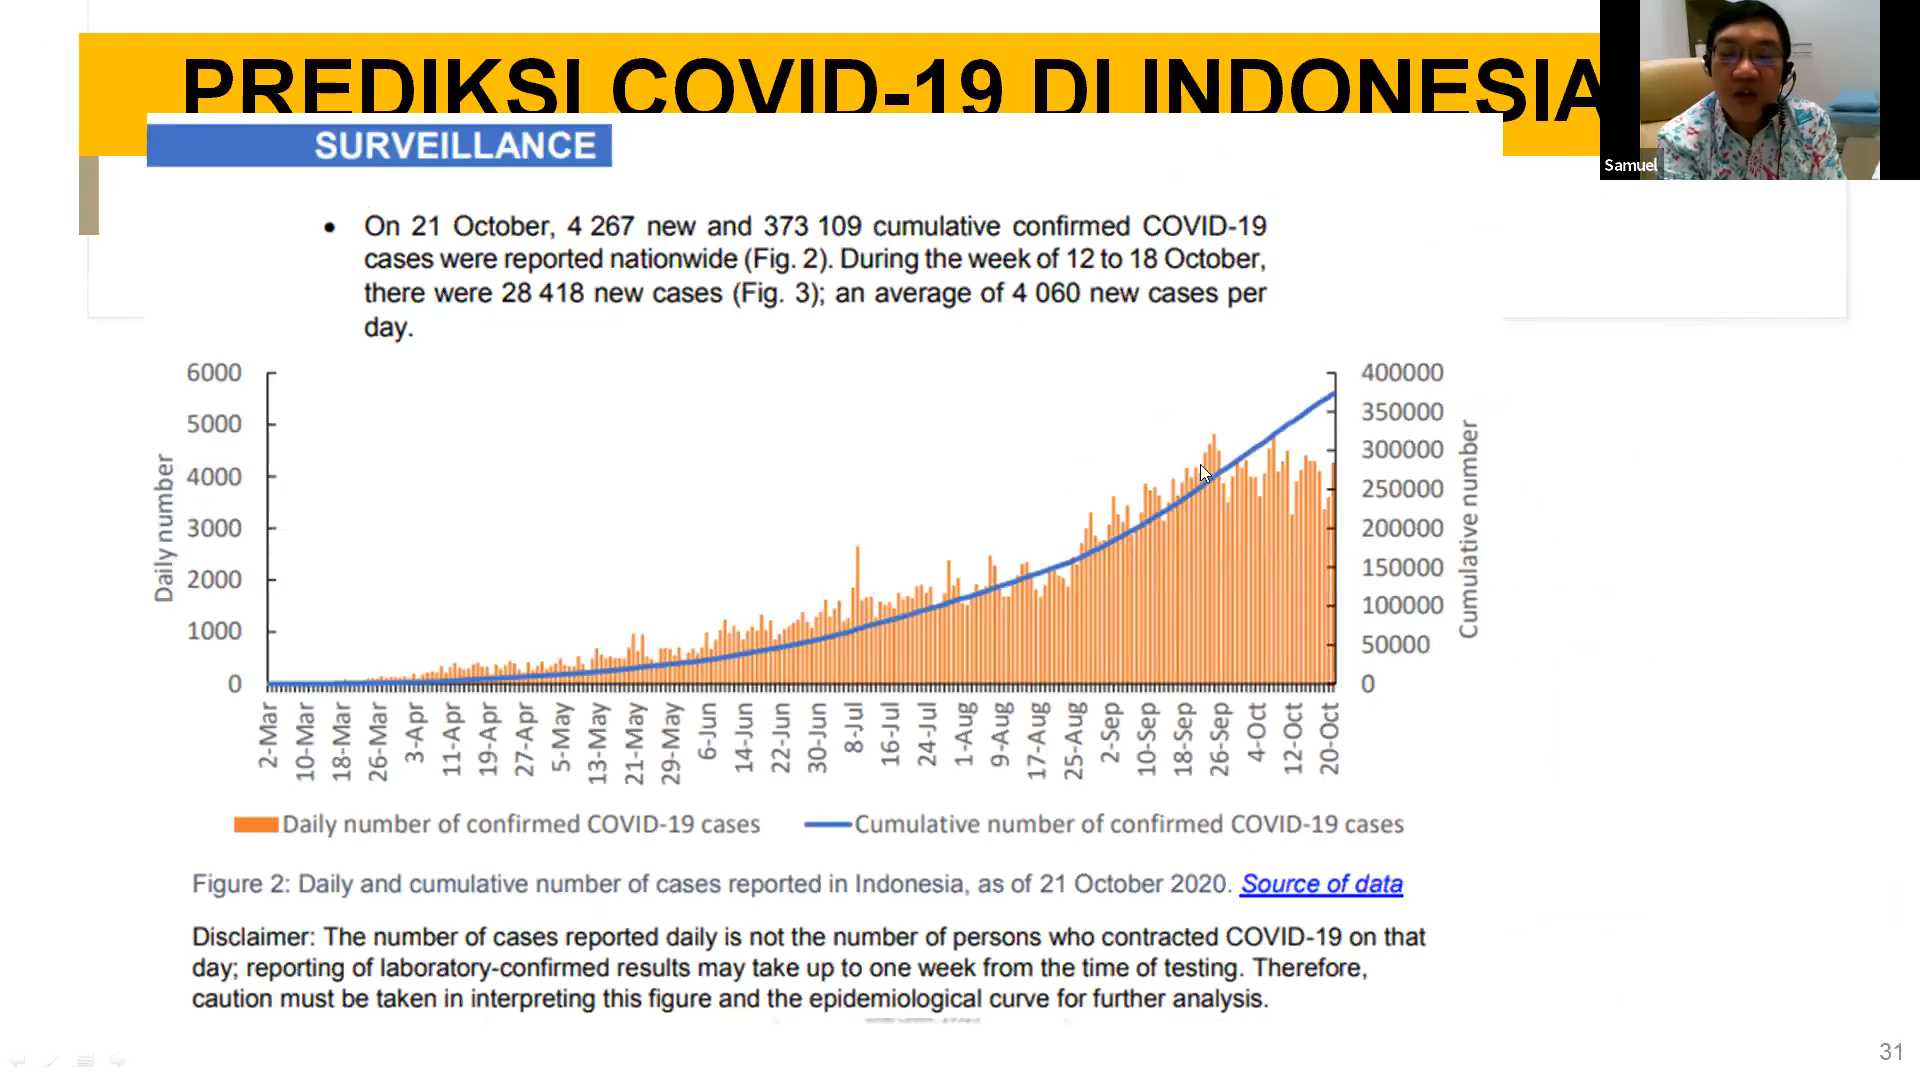 PREDIKSI COVID-19 DI INDONESIA
Samuel
SURVEILLANCE
• On 21 October, 4 267 new and 373 109 cumulative confirmed COVID-19
cases were reported nationwide (Fig. 2). During the week of 12 to 18 October,
there were 28 418 new cases (Fig. 3); an average of 4 060 new cases per
day.
6000
5000
4000
3000
2000
1000
0
Daily number
400000
350000
300000
250000
200000
150000
100000
50000
0
Cumulative number
2-Mar
10-Mar
18-Mar
26-Mar
3-Apr
11-Apr
19-Apr
27-Apr
5-May
13-May
21-May
29-May
6-Jun
14-Jun
22-Jun
30-Jun
8-Jul
16-Jul
24-Jul
1-Aug
9-Aug
17-Aug
25-Aug
2-Sep
10-Sep
18-Sep
26-Sep
4-Oct
12-Oct
20-Oct
Daily number of confirmed COVID-19 cases
Cumulative number of confirmed COVID-19 cases
Figure 2: Daily and cumulative number of cases reported in Indonesia, as of 21 October 2020. Source of data
Disclaimer: The number of cases reported daily is not the number of persons who contracted COVID-19 on that
day; reporting of laboratory-confirmed results may take up to one week from the time of testing. Therefore,
caution must be taken in interpreting this figure and the epidemiological curve for further analysis.
31